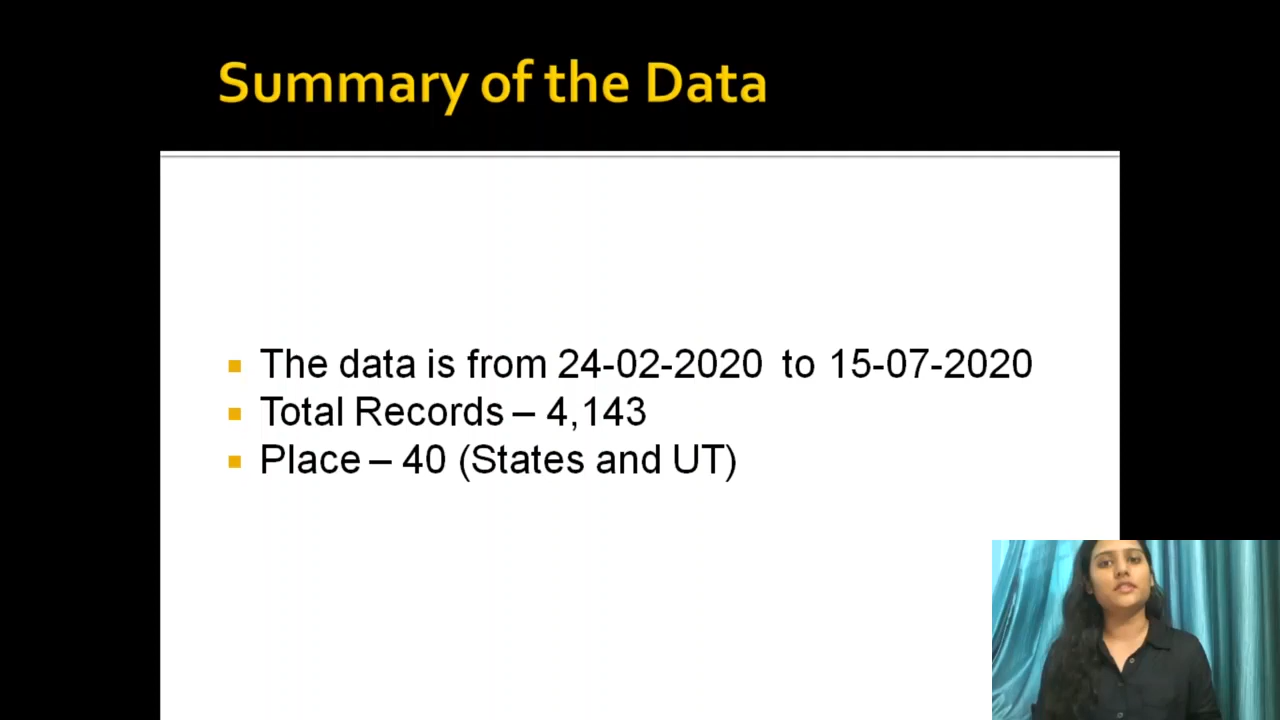 Summary of the Data
The data is from 24-02-2020 to 15-07-2020
Total Records – 4,143
Place – 40 (States and UT)